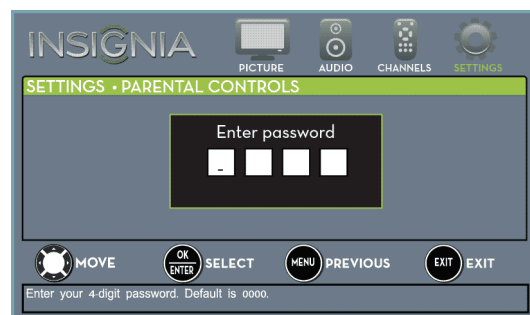 INSIGNIA
PICTURE AUDIO CHANNELS SETTINGS
SETTINGS • PARENTAL CONTROLS
Enter password
_
MOVE OK ENTER SELECT MENU PREVIOUS EXIT EXIT
Enter your 4-digit password. Default is 0000.